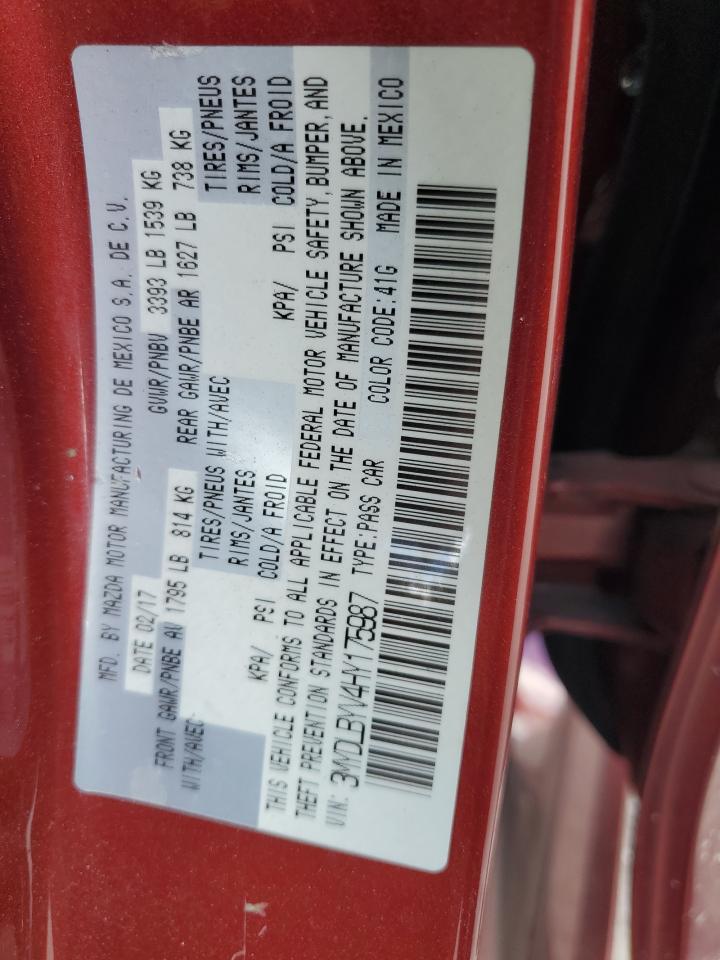 MFD. BY MAZDA MOTOR MANUFACTURING DE MEXICO S.A. DE C.V.
DATE 02/17 GVWR/PNBV 3393 LB 1539 KG
FRONT GAWR/PNBE AV 1795 LB 814 KG REAR GAWR/PNBE AR 1627 LB 738 KG
WITH/AVEC TIRES/PNEUS WITH/AVEC TIRES/PNEUS
RIMS/JANTES RIMS/JANTES
KPA/ PSI COLD/A FROID KPA/ PSI COLD/A FROID
THIS VEHICLE CONFORMS TO ALL APPLICABLE FEDERAL MOTOR VEHICLE SAFETY, BUMPER, AND
THEFT PREVENTION STANDARDS IN EFFECT ON THE DATE OF MANUFACTURE SHOWN ABOVE.
VIN: 3MYDLBYV4HY175987 TYPE:PASS CAR COLOR CODE:41G MADE IN MEXICO